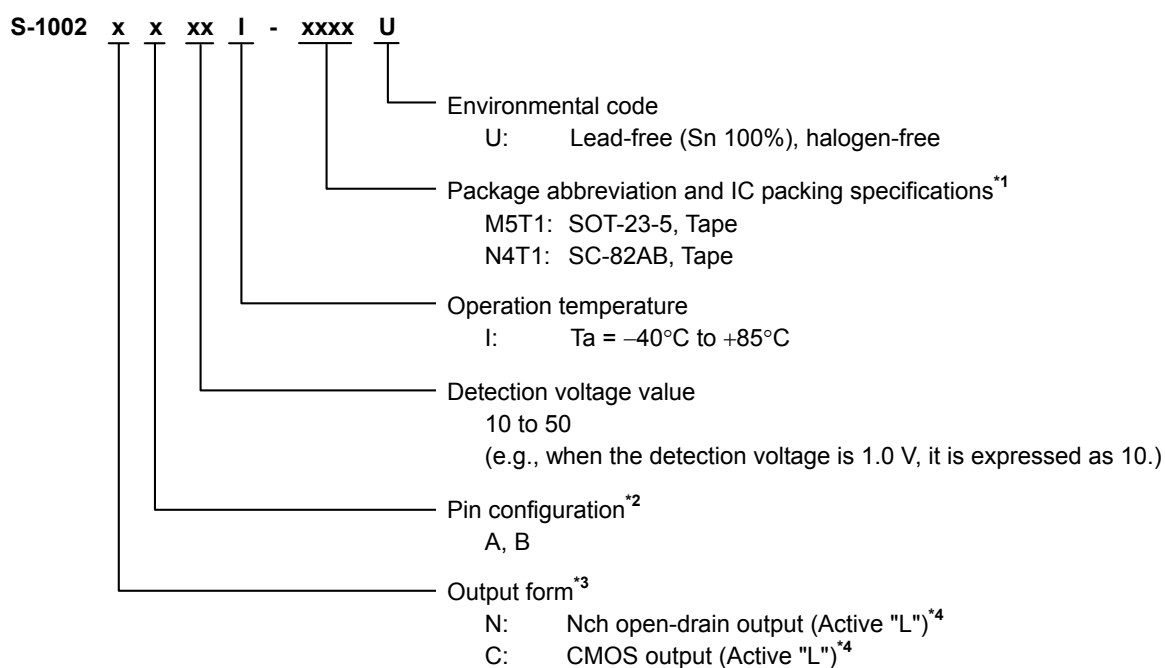 S-1002 x x xx I - xxxx U
Environmental code
U: Lead-free (Sn 100%), halogen-free
Package abbreviation and IC packing specifications*1
M5T1: SOT-23-5, Tape
N4T1: SC-82AB, Tape
Operation temperature
I: Ta = −40°C to +85°C
Detection voltage value
10 to 50
(e.g., when the detection voltage is 1.0 V, it is expressed as 10.)
Pin configuration*2
A, B
Output form*3
N: Nch open-drain output (Active "L")*4
C: CMOS output (Active "L")*4